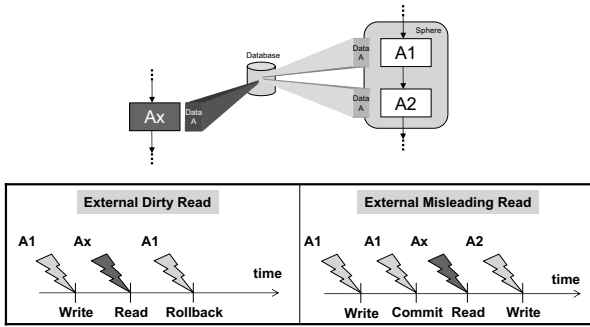 Sphere
Database
Data
A
A1
Data
A
A2
Ax
Data
A
External Dirty Read
A1 Ax A1
time
Write Read Rollback
External Misleading Read
A1 A1 Ax A2
time
Write Commit Read Write